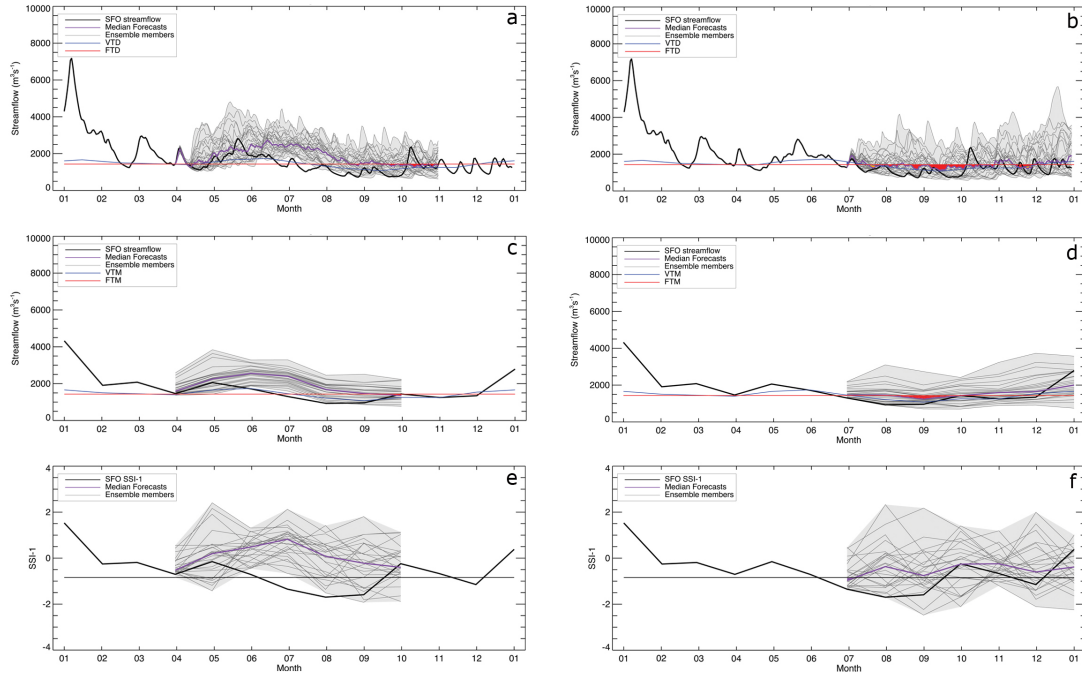 a
SFO streamflow
Median Forecasts
Ensemble members
VTD
FTD
Streamflow (m³s⁻¹)
10000
8000
6000
4000
2000
0
01 02 03 04 05 06 07 08 09 10 11 12 01
Month
b
SFO streamflow
Median Forecasts
Ensemble members
VTD
FTD
Streamflow (m³s⁻¹)
10000
8000
6000
4000
2000
0
01 02 03 04 05 06 07 08 09 10 11 12 01
Month
c
SFO streamflow
Median Forecasts
Ensemble members
VTM
FTM
Streamflow (m³s⁻¹)
10000
8000
6000
4000
2000
0
01 02 03 04 05 06 07 08 09 10 11 12 01
Month
d
SFO streamflow
Median Forecasts
Ensemble members
VTM
FTM
Streamflow (m³s⁻¹)
10000
8000
6000
4000
2000
0
01 02 03 04 05 06 07 08 09 10 11 12 01
Month
e
SFO SSI-1
Median Forecasts
Ensemble members
SSI-1
4
2
0
-2
-4
01 02 03 04 05 06 07 08 09 10 11 12 01
Month
f
SFO SSI-1
Median Forecasts
Ensemble members
SSI-1
4
2
0
-2
-4
01 02 03 04 05 06 07 08 09 10 11 12 01
Month